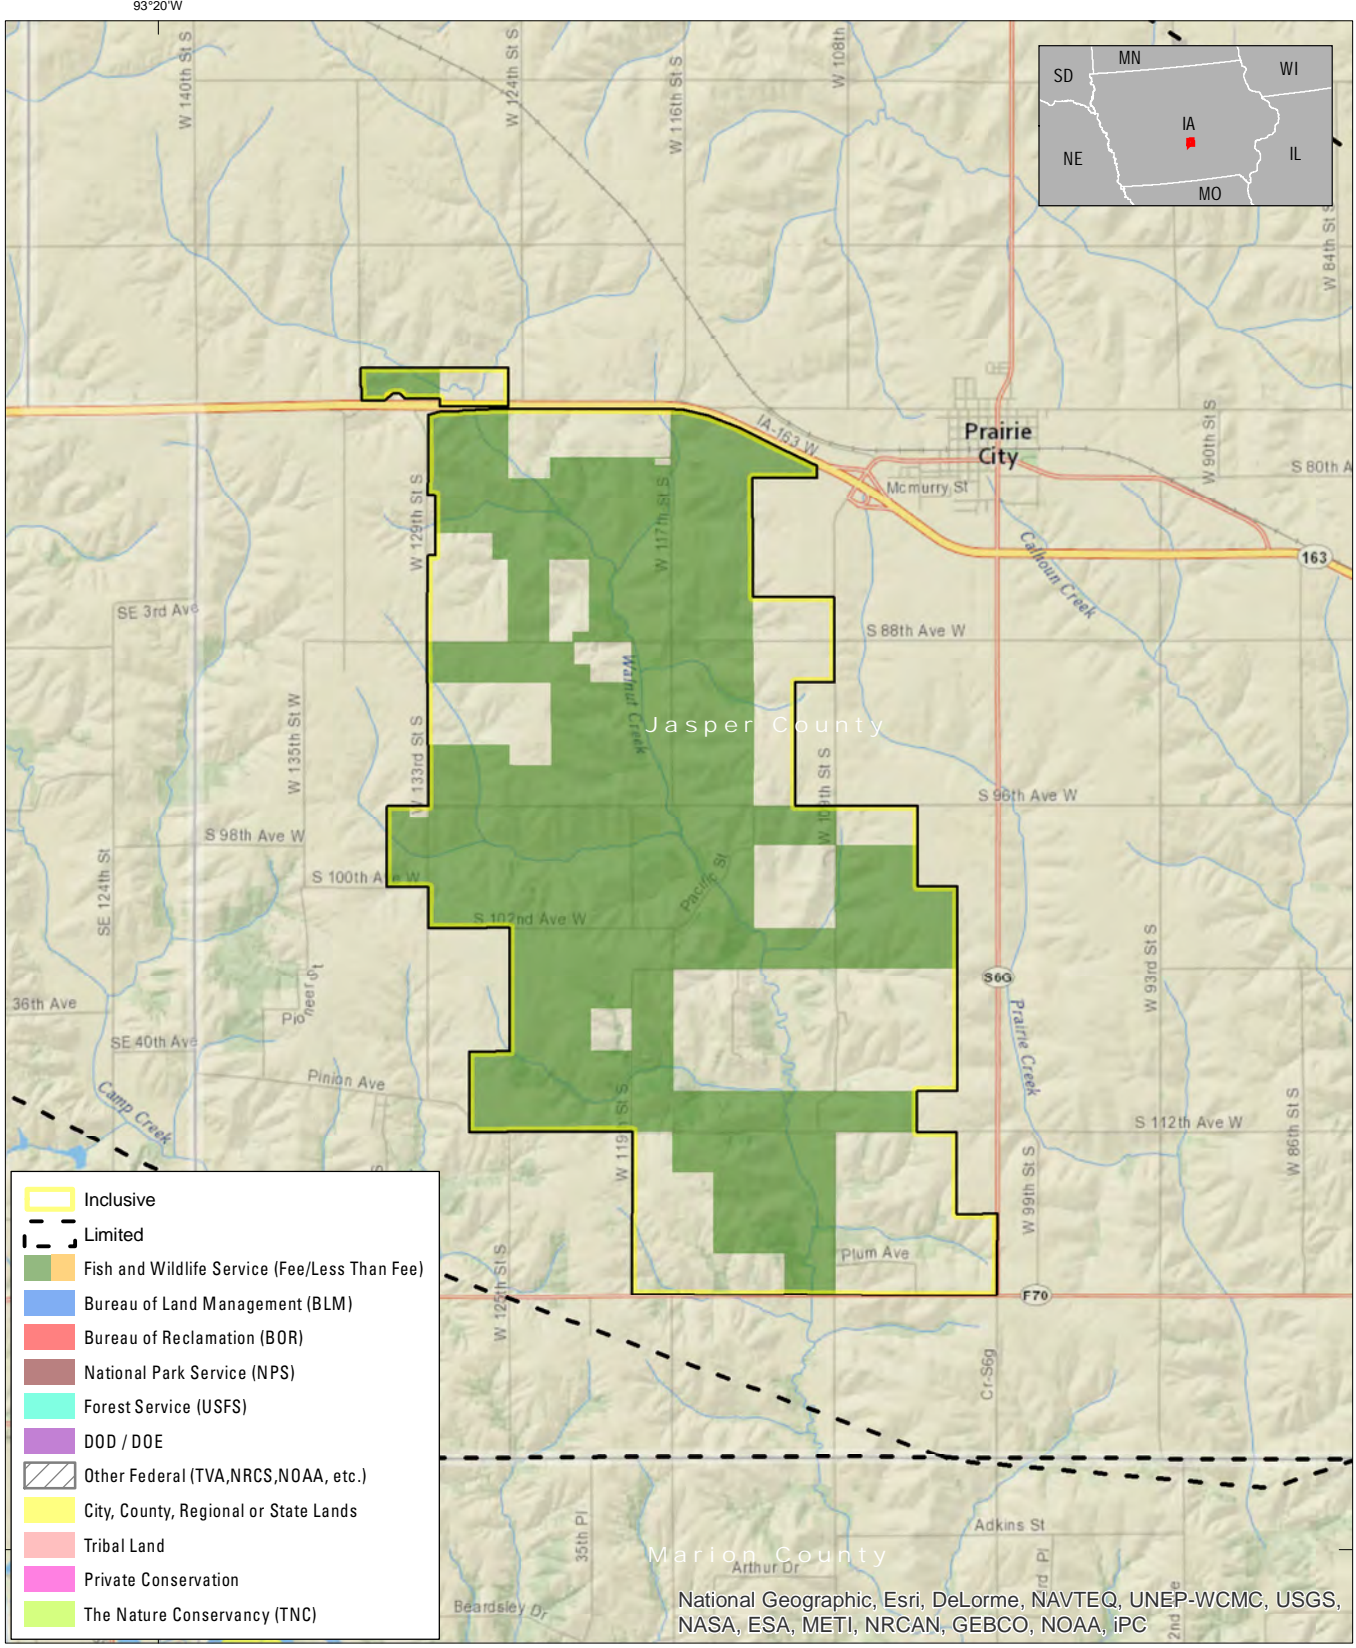 93°20'W
W 140th St S
W 124th St S
W 116th St S
W 108th
MN
SD
WI
IA
NE
IL
MO
W 84th St S
IA-163 W
Prairie
City
W 90th St S
S 80th A
Mcmurry St
W 129th St S
W 117th St S
Calhoun Creek
163
SE 3rd Ave
S 88th Ave W
Walnut Creek
W 135th St W
W 133rd St S
Jasper County
W 109th St S
S 96th Ave W
S 98th Ave W
SE 124th St
S 100th Ave W
Pacific St
S 102nd Ave W
W 93rd St S
S6G
36th Ave
Pioneer St
Prairie Creek
SE 40th Ave
Pinion Ave
Camp Creek
W 119th St S
S 112th Ave W
W 86th St S
W 99th St S
Plum Ave
W 125th St S
F70
Cr-S6g
Inclusive
Limited
Fish and Wildlife Service (Fee/Less Than Fee)
Bureau of Land Management (BLM)
Bureau of Reclamation (BOR)
National Park Service (NPS)
Forest Service (USFS)
DOD / DOE
Other Federal (TVA,NRCS,NOAA, etc.)
City, County, Regional or State Lands
Tribal Land
Private Conservation
The Nature Conservancy (TNC)
35th Pl
Adkins St
Marion County
Arthur Dr
Beardsley Dr
National Geographic, Esri, DeLorme, NAVTEQ, UNEP-WCMC, USGS,
NASA, ESA, METI, NRCAN, GEBCO, NOAA, iPC